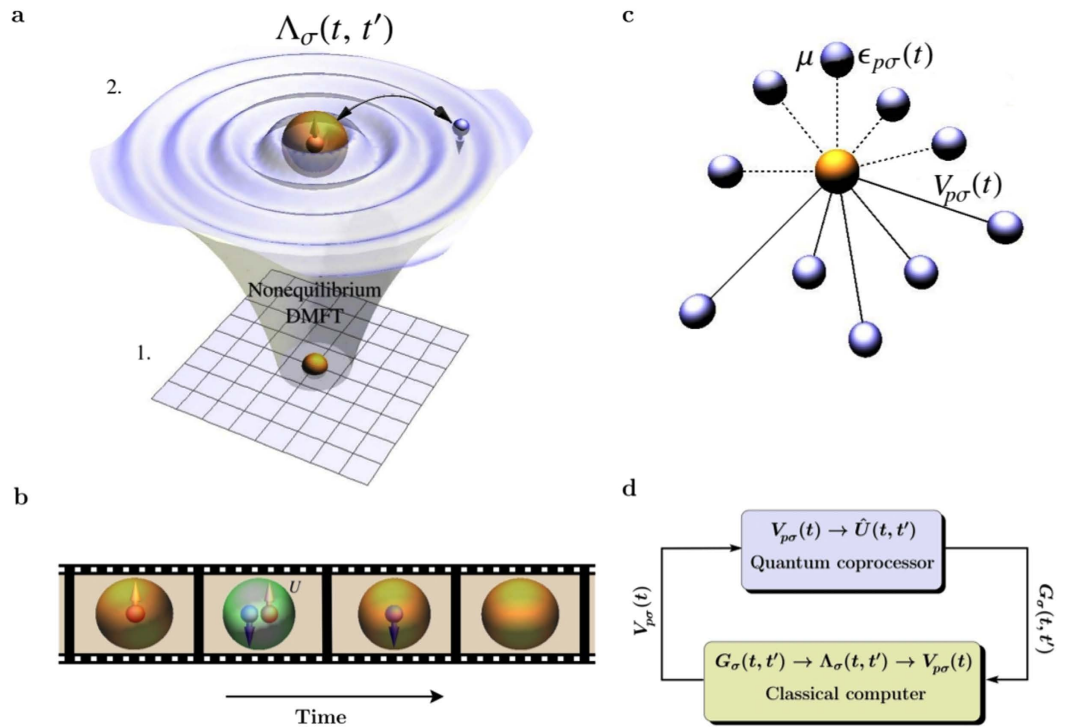 a
Λσ(t, t′)
2.
Nonequilibrium
DMFT
1.
b
U
Time
c
μ ϵpσ(t)
Vpσ(t)
d
Vpσ(t) → Û(t, t′)
Quantum coprocessor
Vpσ(t)
Gσ(t, t′)
Gσ(t, t′) → Λσ(t, t′) → Vpσ(t)
Classical computer